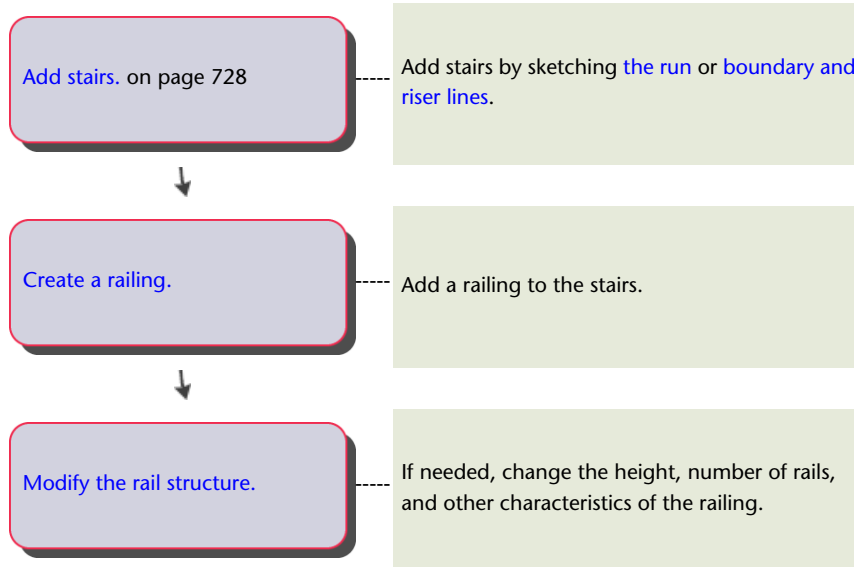 Add stairs. on page 728
Add stairs by sketching the run or boundary and
riser lines.
Create a railing.
Add a railing to the stairs.
Modify the rail structure.
If needed, change the height, number of rails,
and other characteristics of the railing.